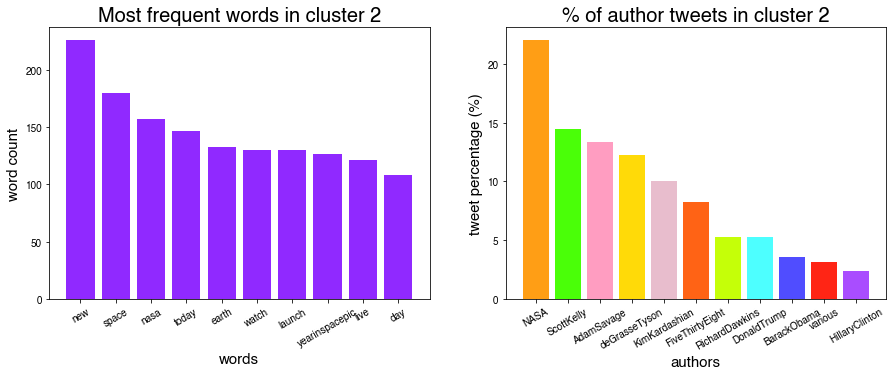 Most frequent words in cluster 2
word count
200
150
100
50
0
new
space
nasa
today
earth
watch
launch
yearinspacepic
live
day
words
% of author tweets in cluster 2
tweet percentage (%)
20
15
10
5
0
NASA
ScottKelly
AdamSavage
deGrasseTyson
KimKardashian
FiveThirtyEight
RichardDawkins
DonaldTrump
BarackObama
various
HillaryClinton
authors